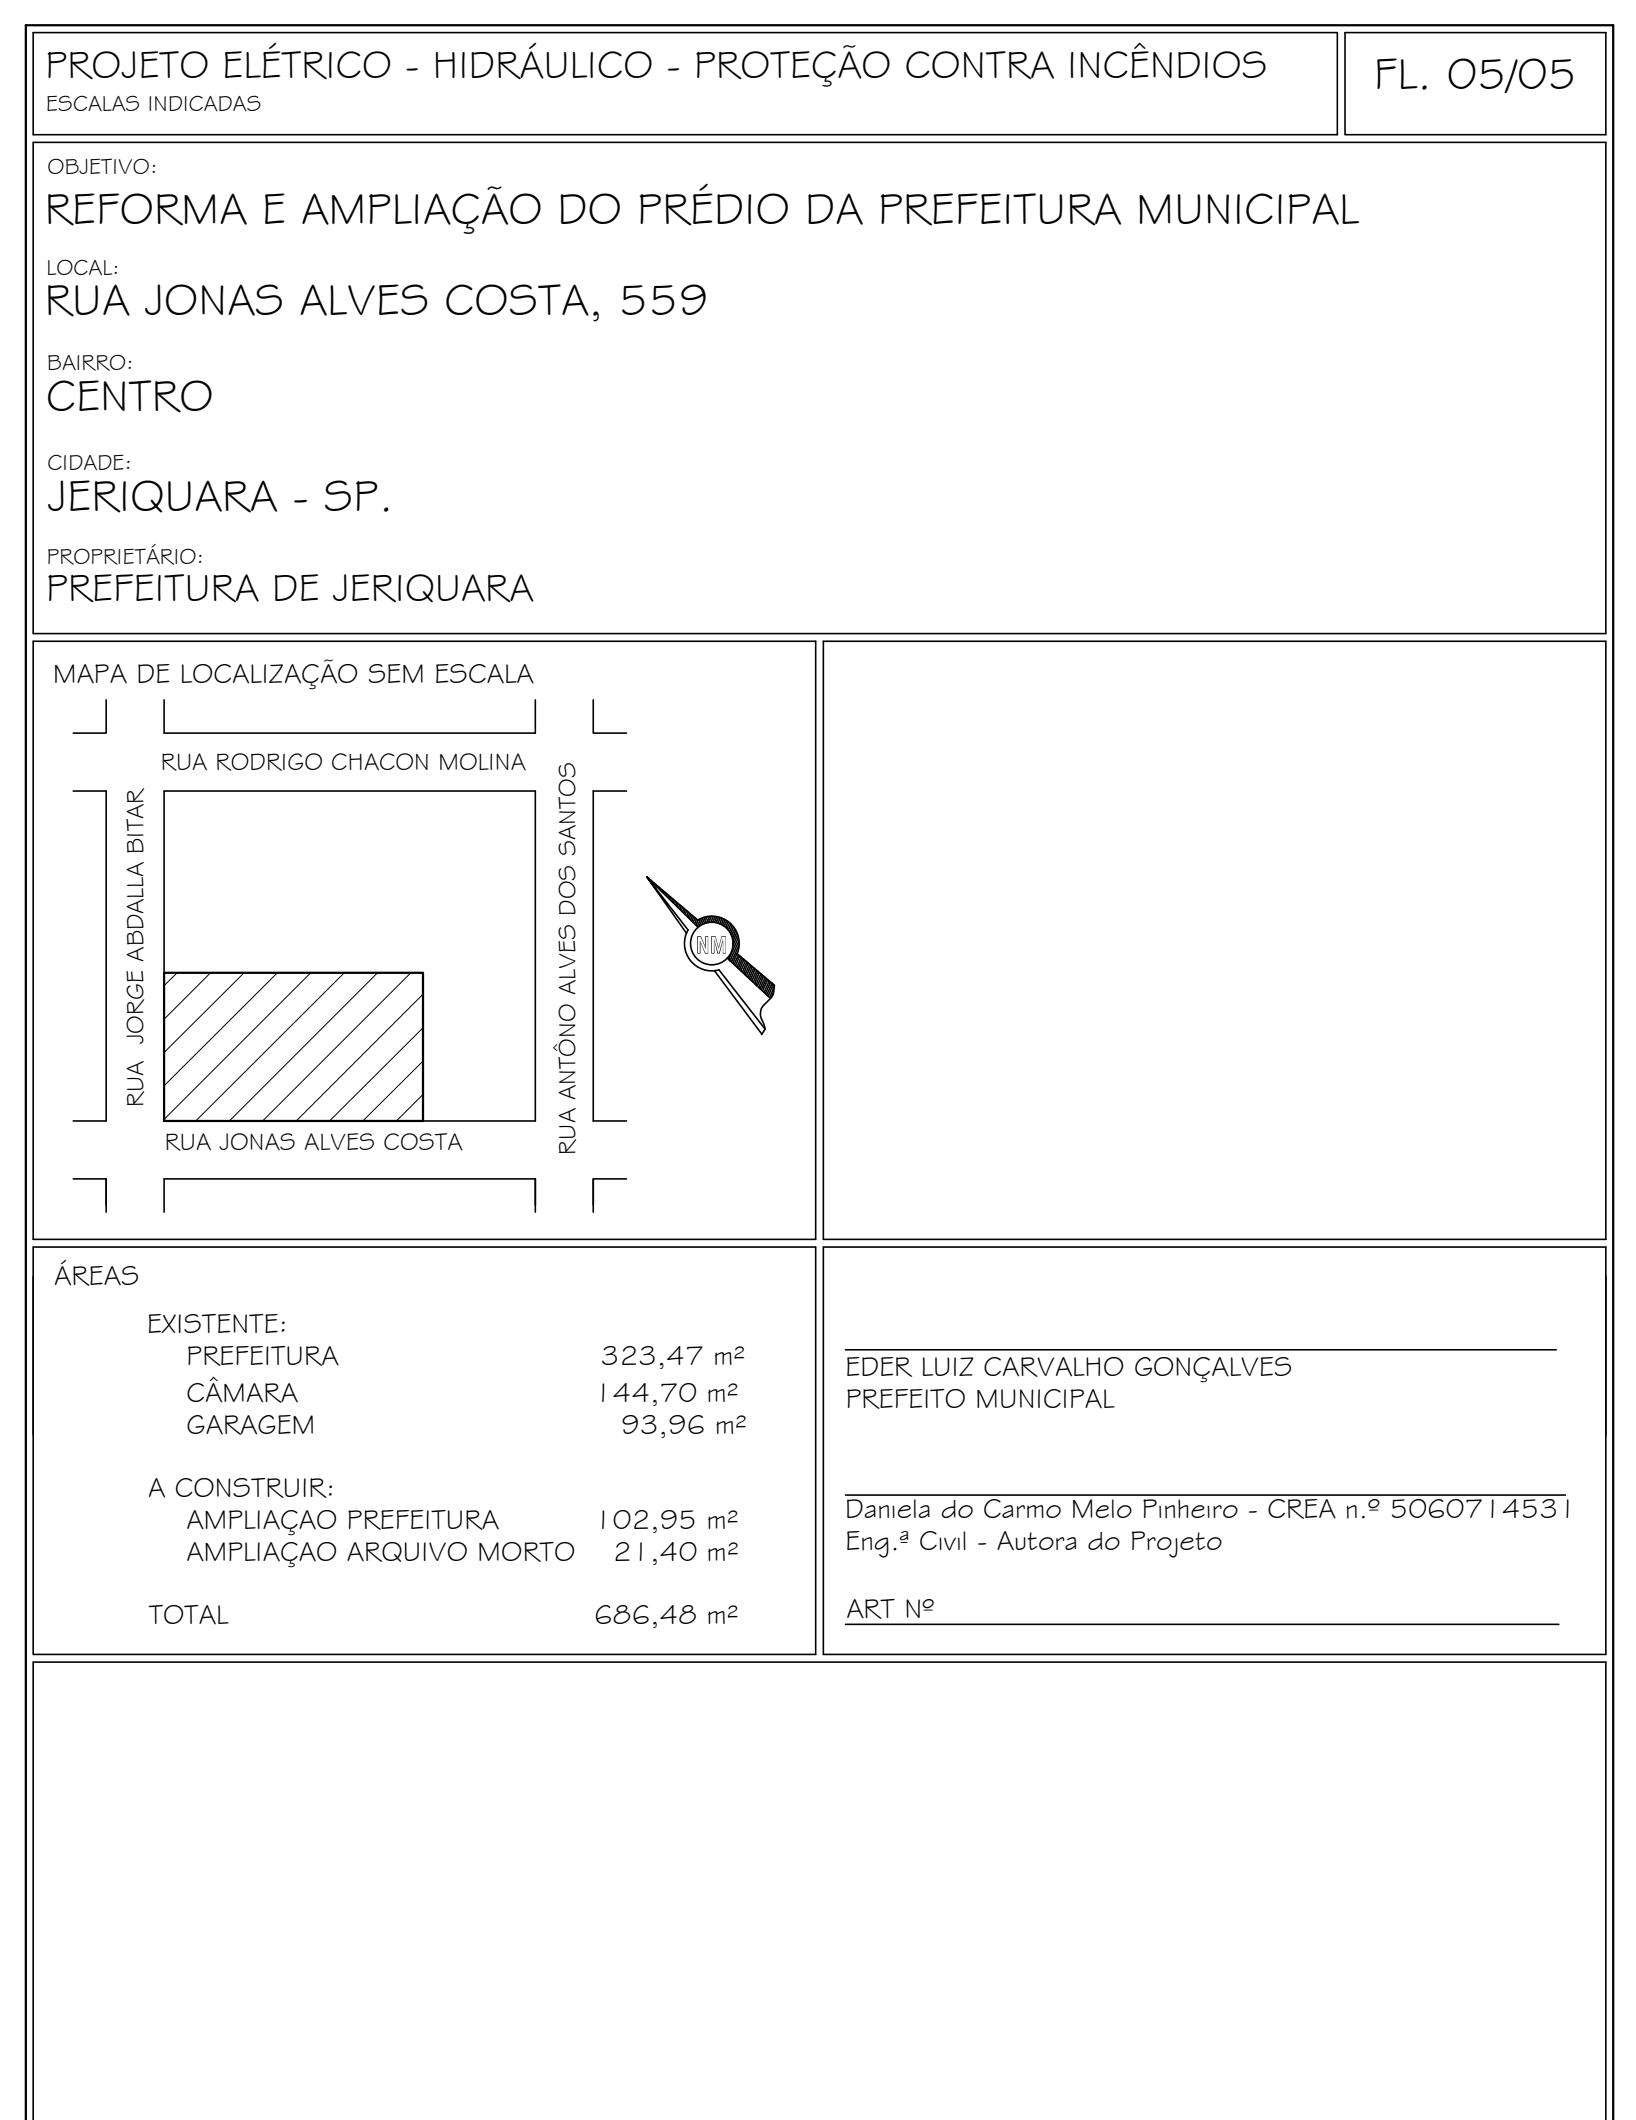 PROJETO ELÉTRICO - HIDRÁULICO - PROTEÇÃO CONTRA INCÊNDIOS
ESCALAS INDICADAS
FL. 05/05
OBJETIVO:
REFORMA E AMPLIAÇÃO DO PRÉDIO DA PREFEITURA MUNICIPAL
LOCAL:
RUA JONAS ALVES COSTA, 559
BAIRRO:
CENTRO
CIDADE:
JERIQUARA - SP.
PROPRIETÁRIO:
PREFEITURA DE JERIQUARA
MAPA DE LOCALIZAÇÃO SEM ESCALA
RUA RODRIGO CHACON MOLINA
RUA JORGE ABDALLA BITAR
RUA ANTÔNO ALVES DOS SANTOS
NM
RUA JONAS ALVES COSTA
ÁREAS
EXISTENTE:
PREFEITURA 323,47 m²
CÂMARA 144,70 m²
GARAGEM 93,96 m²
A CONSTRUIR:
AMPLIAÇAO PREFEITURA 102,95 m²
AMPLIAÇAO ARQUIVO MORTO 21,40 m²
TOTAL 686,48 m²
EDER LUIZ CARVALHO GONÇALVES
PREFEITO MUNICIPAL
Daniela do Carmo Melo Pinheiro - CREA n.º 5060714531
Eng.ª Civil - Autora do Projeto
ART Nº